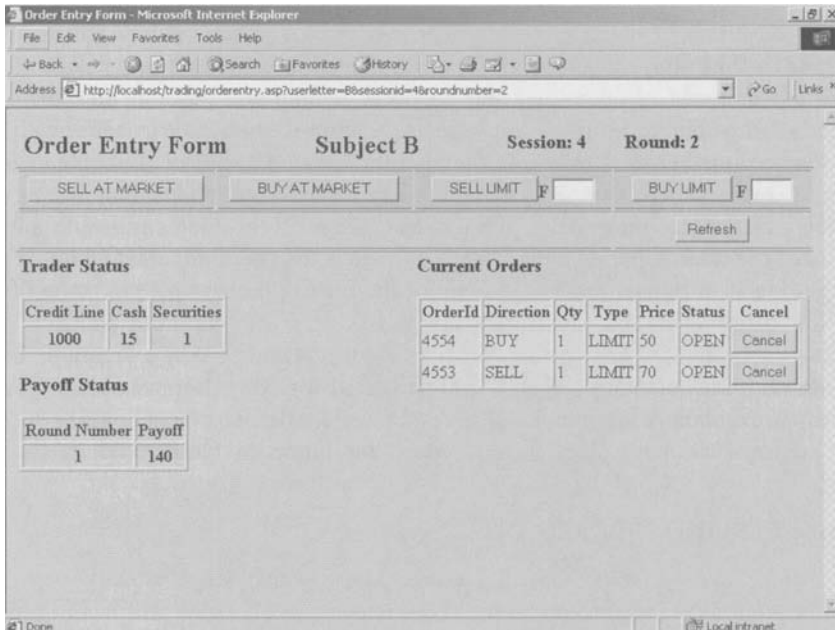 Order Entry Form - Microsoft Internet Explorer
File Edit View Favorites Tools Help
Back Search Favorites History
Address http://localhost/trading/orderentry.asp?userletter=B&sessionid=4&roundnumber=2 Go Links
Order Entry Form Subject B Session: 4 Round: 2
SELL AT MARKET BUY AT MARKET SELL LIMIT F BUY LIMIT F
Refresh
Trader Status Current Orders
Credit Line Cash Securities
1000 15 1
OrderId Direction Qty Type Price Status Cancel
4554 BUY 1 LIMIT 50 OPEN Cancel
4553 SELL 1 LIMIT 70 OPEN Cancel
Payoff Status
Round Number Payoff
1 140
Done Local intranet